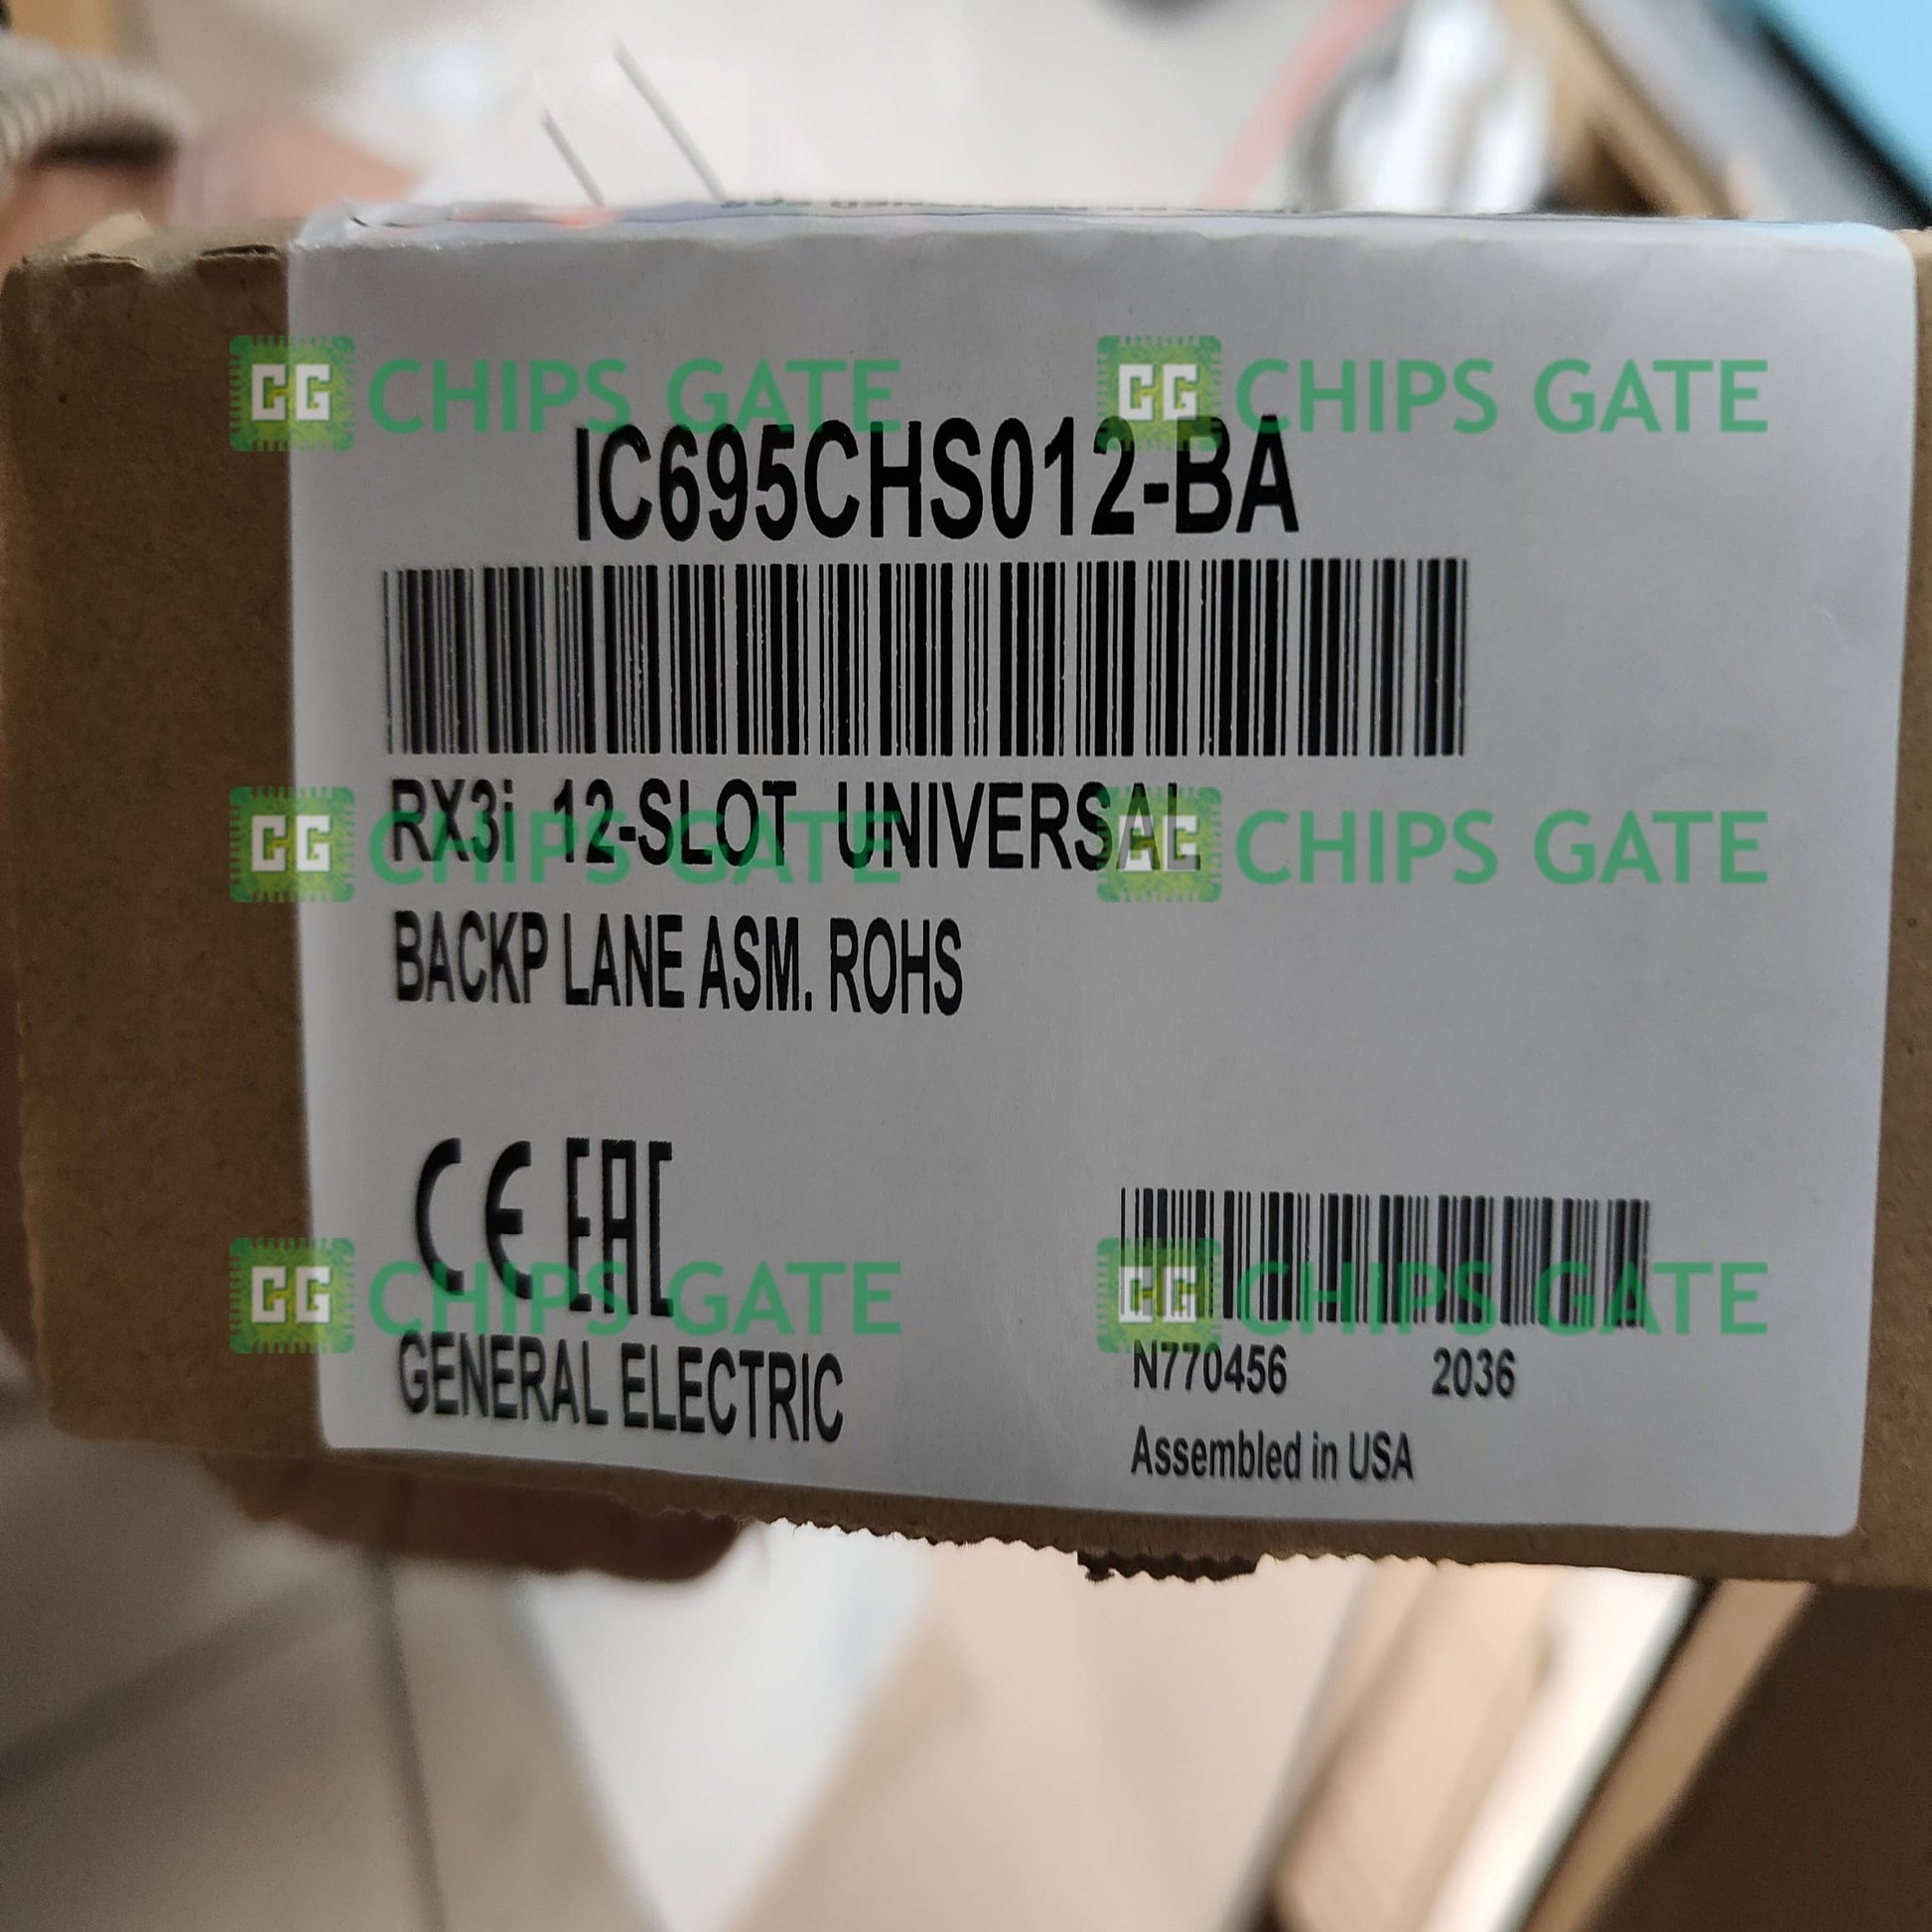 CG CHIPS GATE CG CHIPS GATE
IC695CHS012-BA
RX3i 12-SLOT UNIVERSAL
CG CHIPS GATE CG CHIPS GATE
BACKP LANE ASM. ROHS
CE EAC
CG CHIPS GATE CG CHIPS GATE
GENERAL ELECTRIC
N770456 2036
Assembled in USA